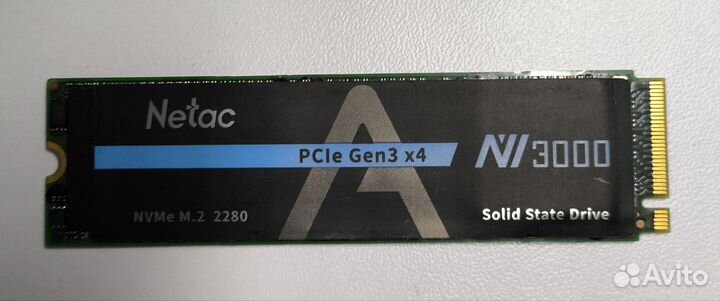 Netac
PCIe Gen3 x4
NV3000
NVMe M.2 2280
Solid State Drive
Avito